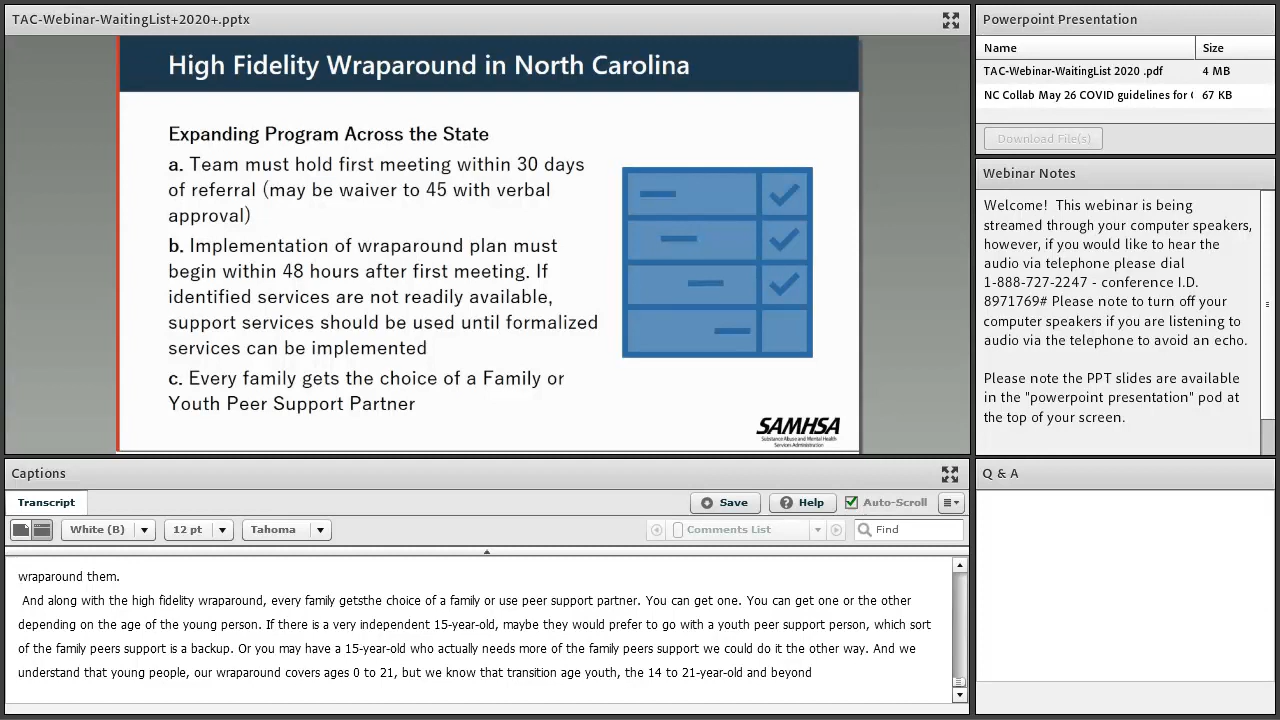 TAC-Webinar-WaitingList+2020+.pptx
High Fidelity Wraparound in North Carolina
Expanding Program Across the State
a. Team must hold first meeting within 30 days
of referral (may be waiver to 45 with verbal
approval)
b. Implementation of wraparound plan must
begin within 48 hours after first meeting. If
identified services are not readily available,
support services should be used until formalized
services can be implemented
c. Every family gets the choice of a Family or
Youth Peer Support Partner
SAMHSA
Substance Abuse and Mental Health
Services Administration
Powerpoint Presentation
Name Size
TAC-Webinar-WaitingList 2020 .pdf 4 MB
NC Collab May 26 COVID guidelines for 67 KB
Download File(s)
Webinar Notes
Welcome! This webinar is being
streamed through your computer speakers,
however, if you would like to hear the
audio via telephone please dial
1-888-727-2247 - conference I.D.
8971769# Please note to turn off your
computer speakers if you are listening to
audio via the telephone to avoid an echo.
Please note the PPT slides are available
in the "powerpoint presentation" pod at
the top of your screen.
Captions
Transcript
Save Help Auto-Scroll
White (B) 12 pt Tahoma Comments List Find
wraparound them.
And along with the high fidelity wraparound, every family getsthe choice of a family or use peer support partner. You can get one. You can get one or the other
depending on the age of the young person. If there is a very independent 15-year-old, maybe they would prefer to go with a youth peer support person, which sort
of the family peers support is a backup. Or you may have a 15-year-old who actually needs more of the family peers support we could do it the other way. And we
understand that young people, our wraparound covers ages 0 to 21, but we know that transition age youth, the 14 to 21-year-old and beyond
Q & A